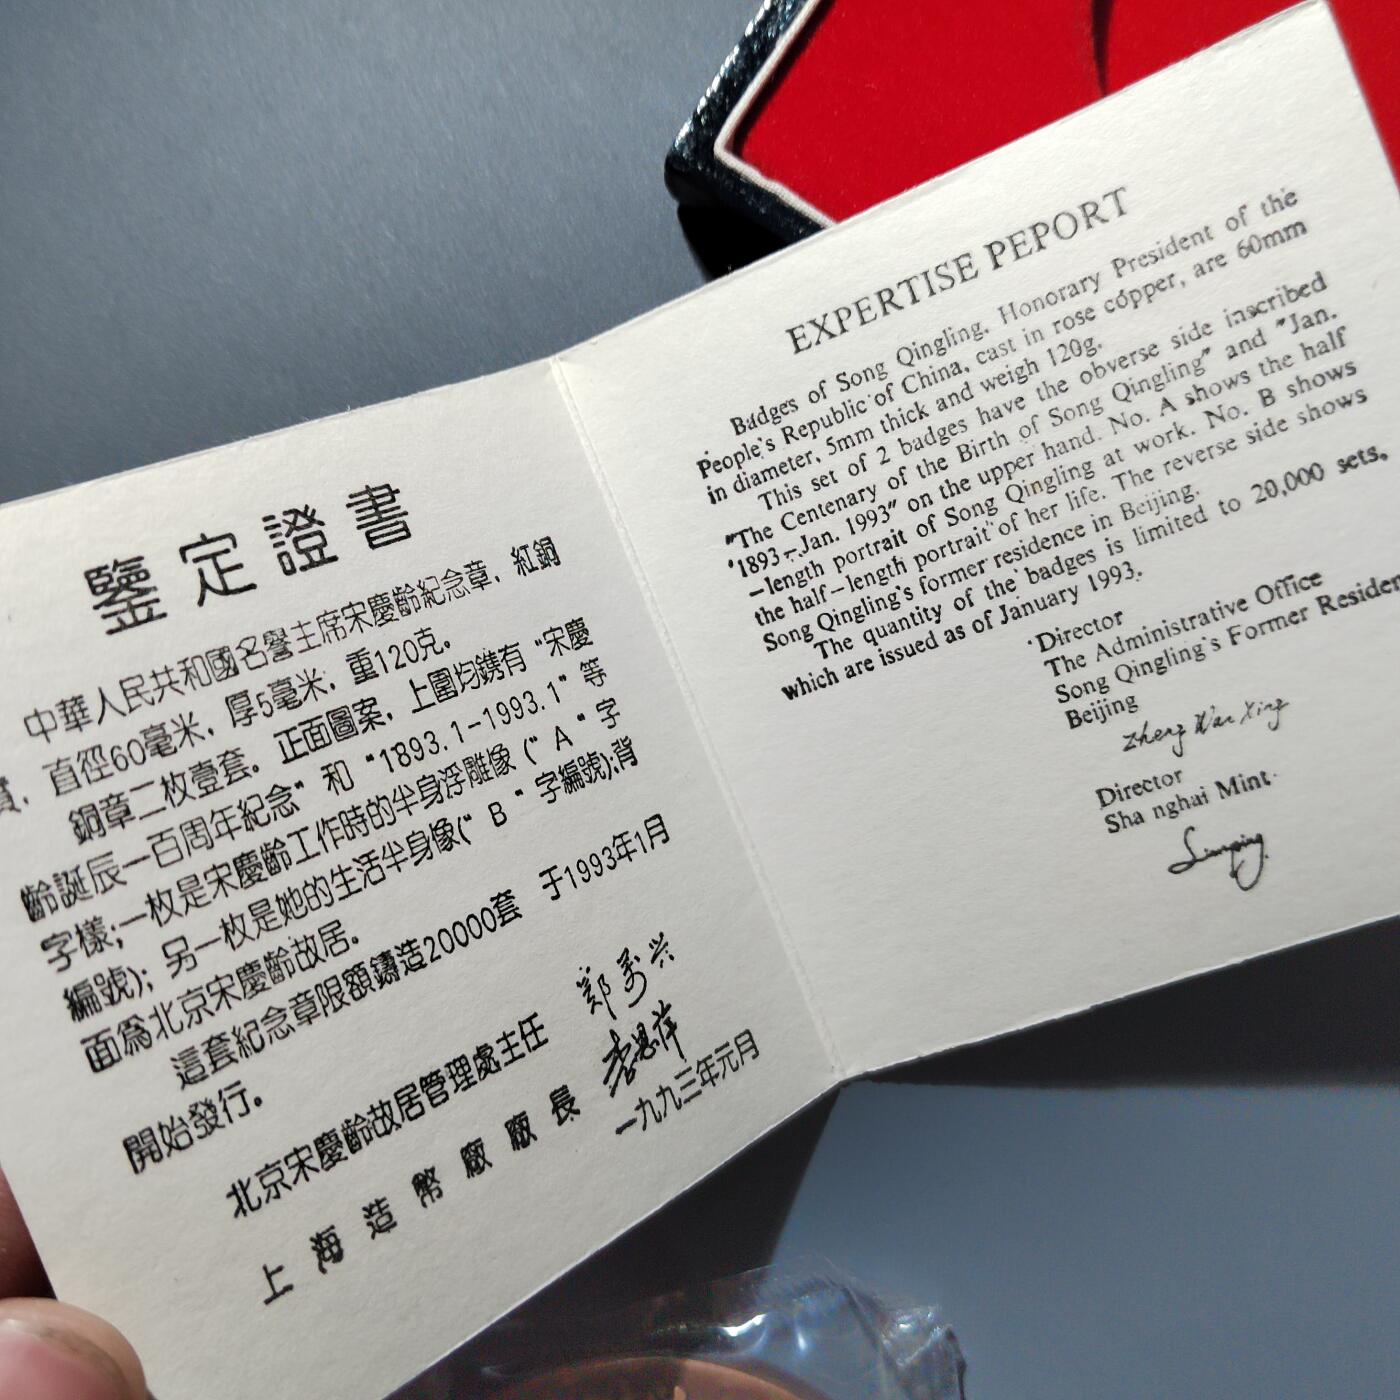 鑒定證書
中華人民共和國名譽主席宋慶齡紀念章，紅銅
質，直徑60毫米，厚5毫米，重120克。
銅章二枚壹套。正面圖案，上圍均鐫有“宋慶
齡誕辰一百周年紀念”和“1893.1-1993.1”等
字樣；一枚是宋慶齡工作時的半身浮雕像（“A”字
編號）；另一枚是她的生活半身像（“B”字編號）；背
面爲北京宋慶齡故居。
這套紀念章限額鑄造20000套 于1993年1月
開始發行。
北京宋慶齡故居管理處主任 鄭萬兴
上海造幣廠廠長
一九九三年元月
EXPERTISE PEPORT
Badges of Song Qingling. Honorary President of the
People's Republic of China, cast in rose copper, are 60mm
in diameter, 5mm thick and weigh 120g.
This set of 2 badges have the obverse side inscribed
"The Centenary of the Birth of Song Qingling" and "Jan.
'1893-Jan. 1993" on the upper hand. No. A shows the half
-length portrait of Song Qingling at work. No. B shows
the half-length portrait of her life. The reverse side shows
Song Qingling's former residence in Beijing.
The quantity of the badges is limited to 20,000 sets,
which are issued as of January 1993.
Director
The Administrative Office
Song Qingling's Former Residen
Beijing
Zheng Wan Xing
Director
Sha nghai Mint